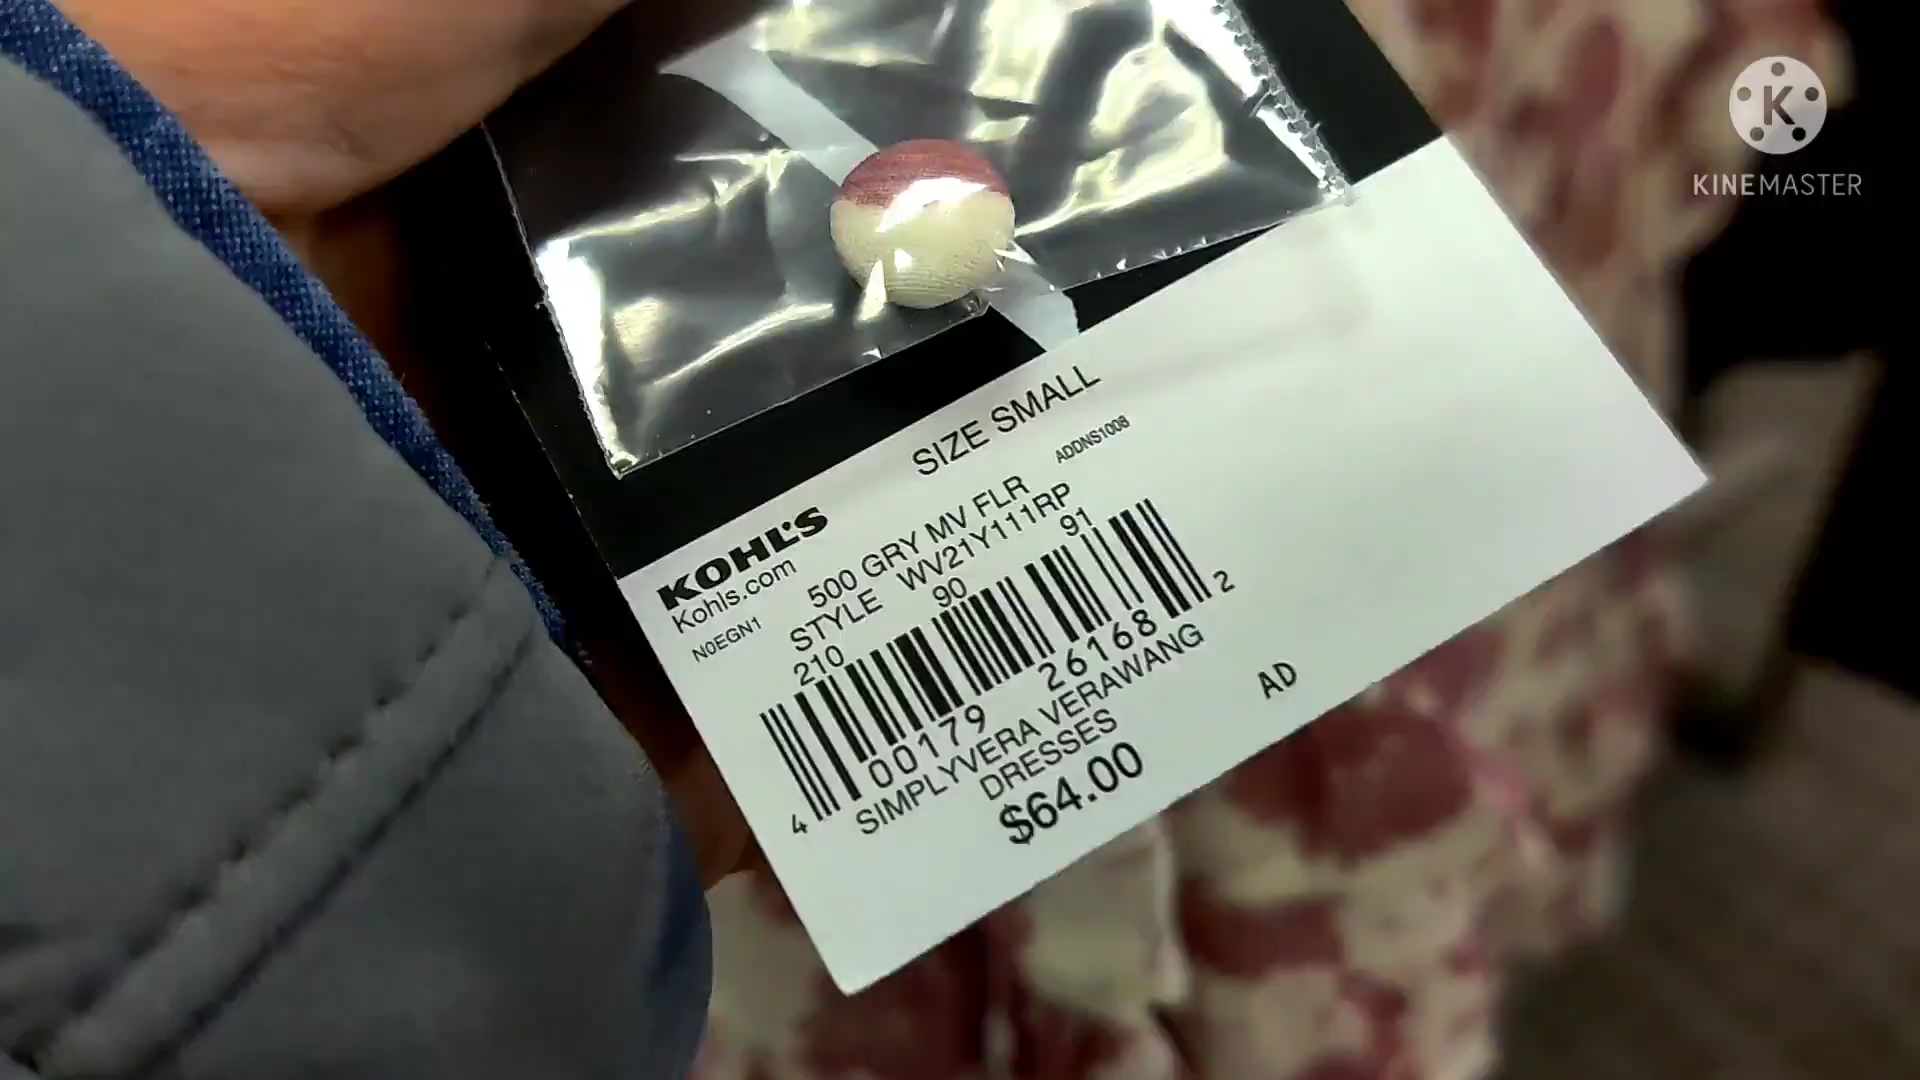 K
KINEMASTER
SIZE SMALL
ADDNS1008
KOHL'S
Kohls.com
N0EGN1
500 GRY MV FLR
STYLE WV21Y111RP
210 90 91
4 00179 26168 2
SIMPLYVERA VERAWANG
DRESSES
AD
$64.00